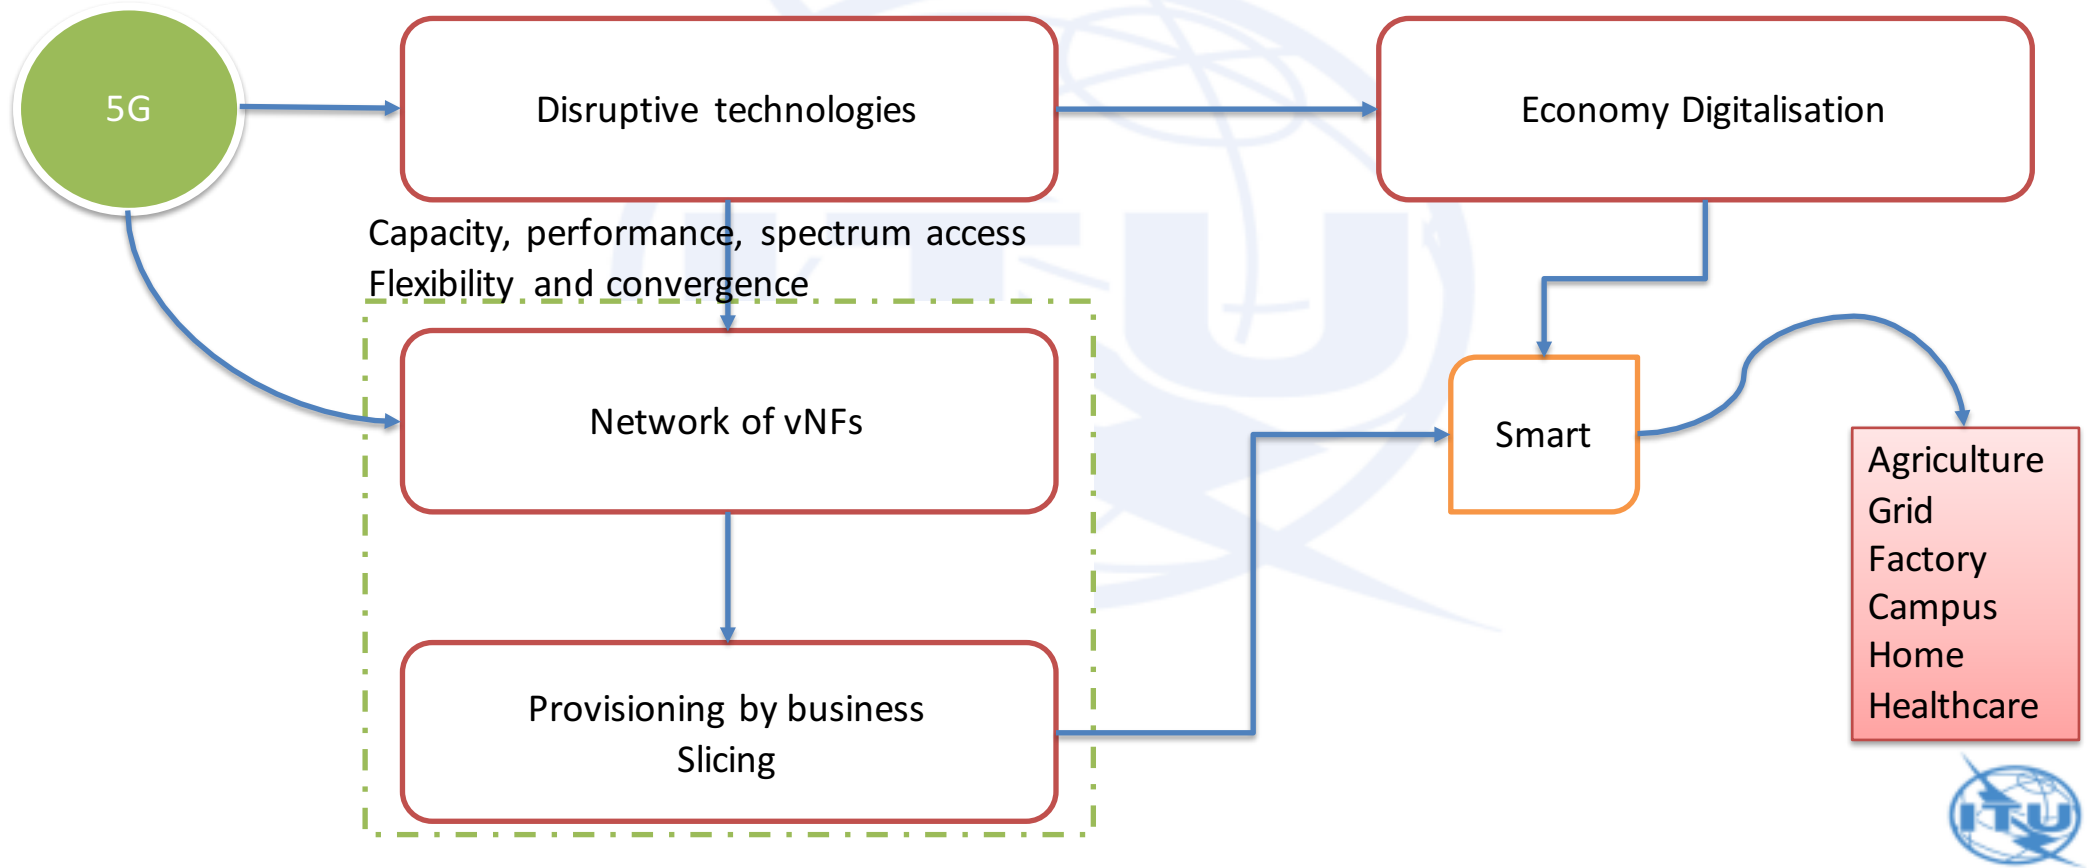 5G
Disruptive technologies
Economy Digitalisation
Capacity, performance, spectrum access
Flexibility and convergence
Network of vNFs
Smart
Agriculture
Grid
Factory
Campus
Home
Healthcare
Provisioning by business
Slicing
ITU
ITU